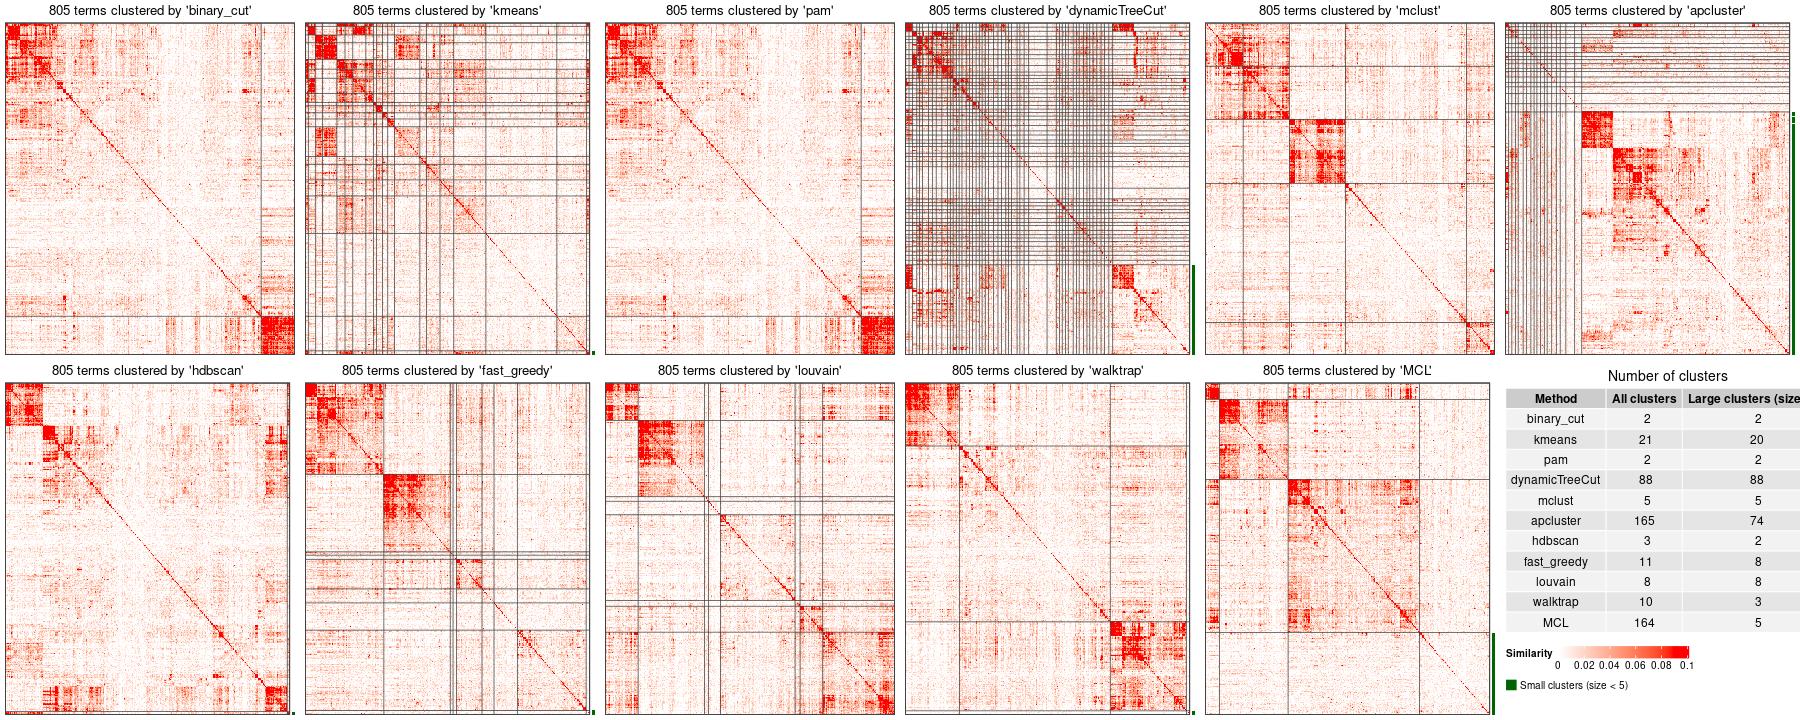 805 terms clustered by 'binary_cut'
805 terms clustered by 'kmeans'
805 terms clustered by 'pam'
805 terms clustered by 'dynamicTreeCut'
805 terms clustered by 'mclust'
805 terms clustered by 'apcluster'
805 terms clustered by 'hdbscan'
805 terms clustered by 'fast_greedy'
805 terms clustered by 'louvain'
805 terms clustered by 'walktrap'
805 terms clustered by 'MCL'
Number of clusters
Method All clusters Large clusters (size
binary_cut 2 2
kmeans 21 20
pam 2 2
dynamicTreeCut 88 88
mclust 5 5
apcluster 165 74
hdbscan 3 2
fast_greedy 11 8
louvain 8 8
walktrap 10 3
MCL 164 5
Similarity
0 0.02 0.04 0.06 0.08 0.1
Small clusters (size < 5)